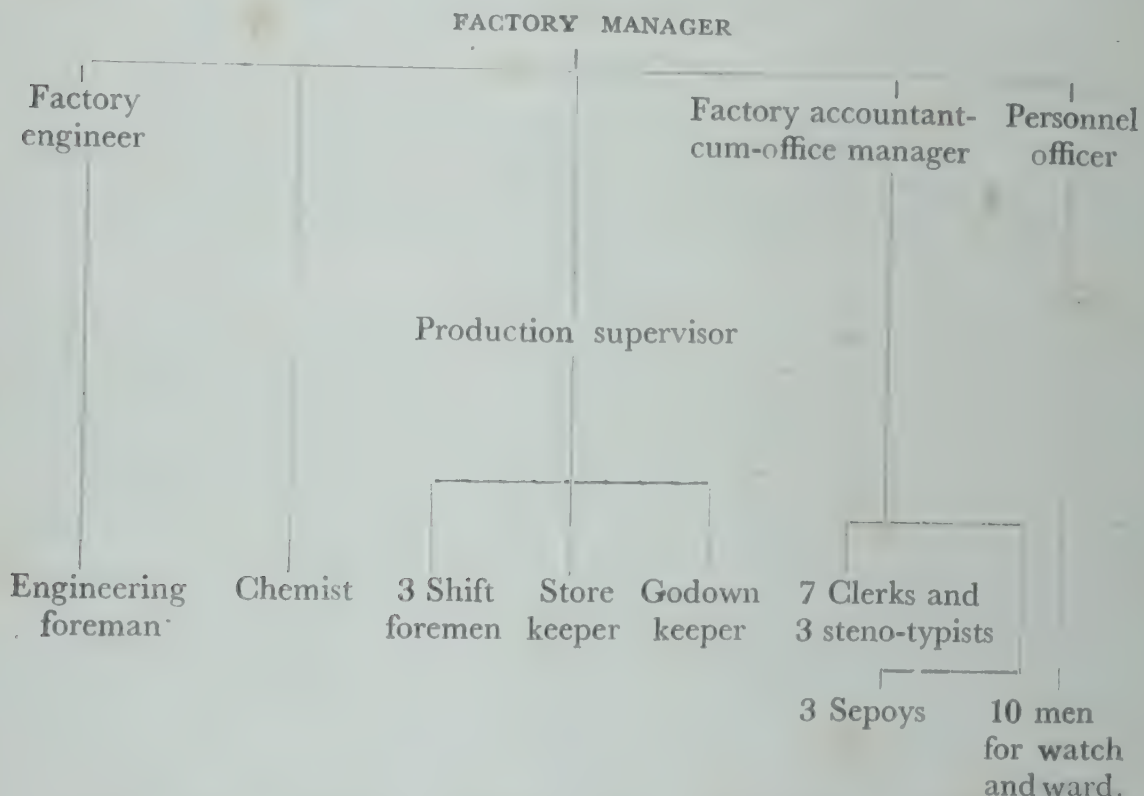 FACTORY MANAGER
Factory
engineer
Factory accountant-
cum-office manager
Personnel
officer
Production supervisor
Engineering
foreman
Chemist
3 Shift
foremen
Store
keeper
Godown
keeper
7 Clerks and
3 steno-typists
3 Sepoys
10 men
for watch
and ward.